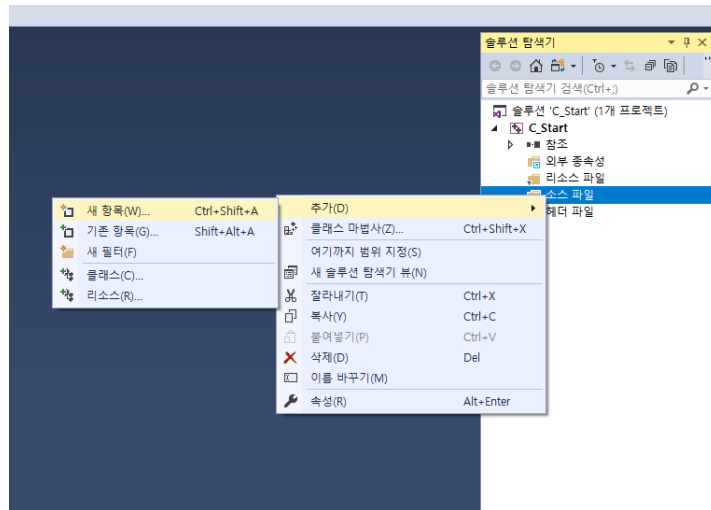 솔루션 탐색기
솔루션 탐색기 검색(Ctrl+;)
솔루션 'C_Start' (1개 프로젝트)
C_Start
참조
외부 종속성
리소스 파일
소스 파일
헤더 파일
추가(D)
클래스 마법사(Z)... Ctrl+Shift+X
여기까지 범위 지정(S)
새 솔루션 탐색기 뷰(N)
잘라내기(T) Ctrl+X
복사(Y) Ctrl+C
붙여넣기(P) Ctrl+V
삭제(D) Del
이름 바꾸기(M)
속성(R) Alt+Enter
새 항목(W)... Ctrl+Shift+A
기존 항목(G)... Shift+Alt+A
새 필터(F)
클래스(C)...
리소스(R)...